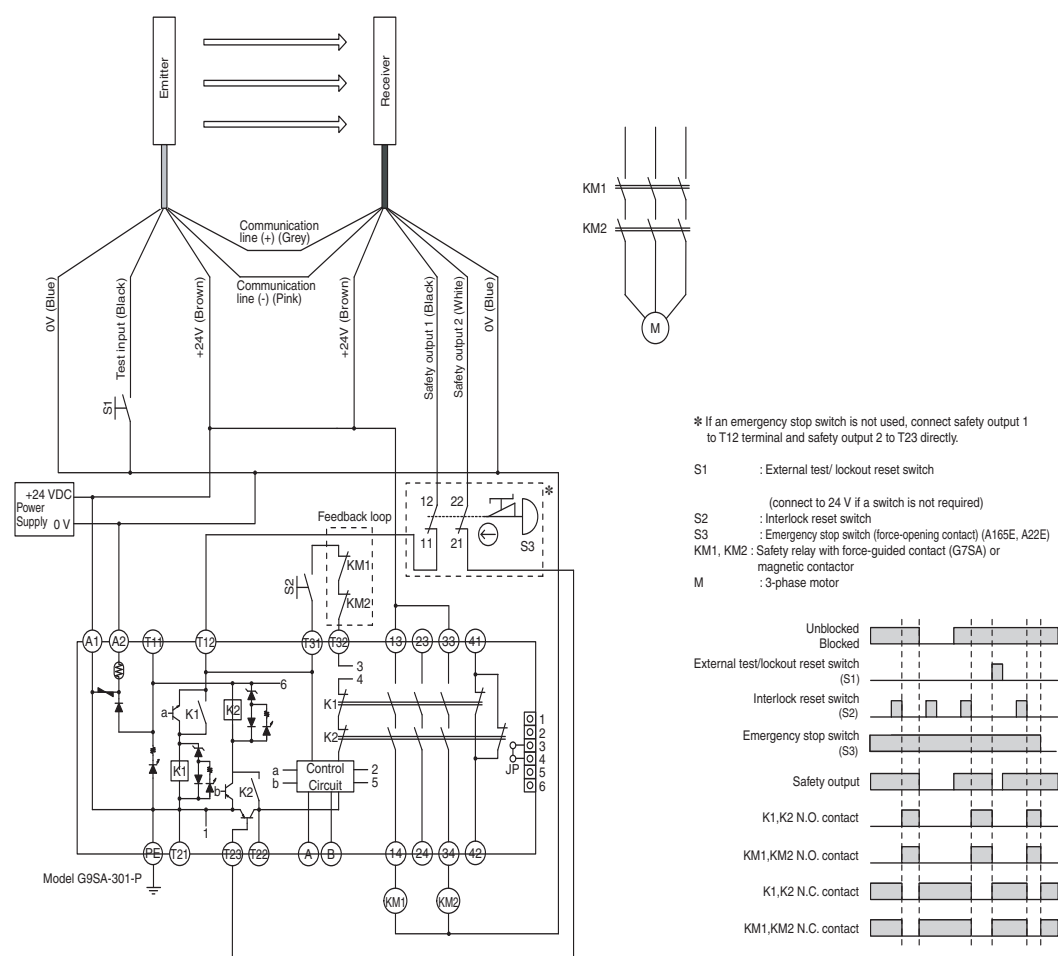 Emitter
Receiver
Communication
line (+) (Grey)
Communication
line (-) (Pink)
0V (Blue)
Test input (Black)
+24V (Brown)
+24V (Brown)
Safety output 1 (Black)
Safety output 2 (White)
0V (Blue)
S1
+24 VDC
Power
Supply
0 V
Feedback loop
S2
KM1
KM2
12
22
11
21
S3
*
A1
A2
T11
T12
T31
T32
13
23
33
41
3
4
6
a
K1
K2
K1
K2
1
2
3
4
5
6
JP
K1
b
K2
a
b
Control
Circuit
2
5
1
PE
T21
T23
T22
A
B
14
24
34
42
Model G9SA-301-P
KM1
KM2
KM1
KM2
M
* If an emergency stop switch is not used, connect safety output 1
to T12 terminal and safety output 2 to T23 directly.
S1 : External test/ lockout reset switch
(connect to 24 V if a switch is not required)
S2 : Interlock reset switch
S3 : Emergency stop switch (force-opening contact) (A165E, A22E)
KM1, KM2 : Safety relay with force-guided contact (G7SA) or
magnetic contactor
M : 3-phase motor
Unblocked
Blocked
External test/lockout reset switch
(S1)
Interlock reset switch
(S2)
Emergency stop switch
(S3)
Safety output
K1,K2 N.O. contact
KM1,KM2 N.O. contact
K1,K2 N.C. contact
KM1,KM2 N.C. contact